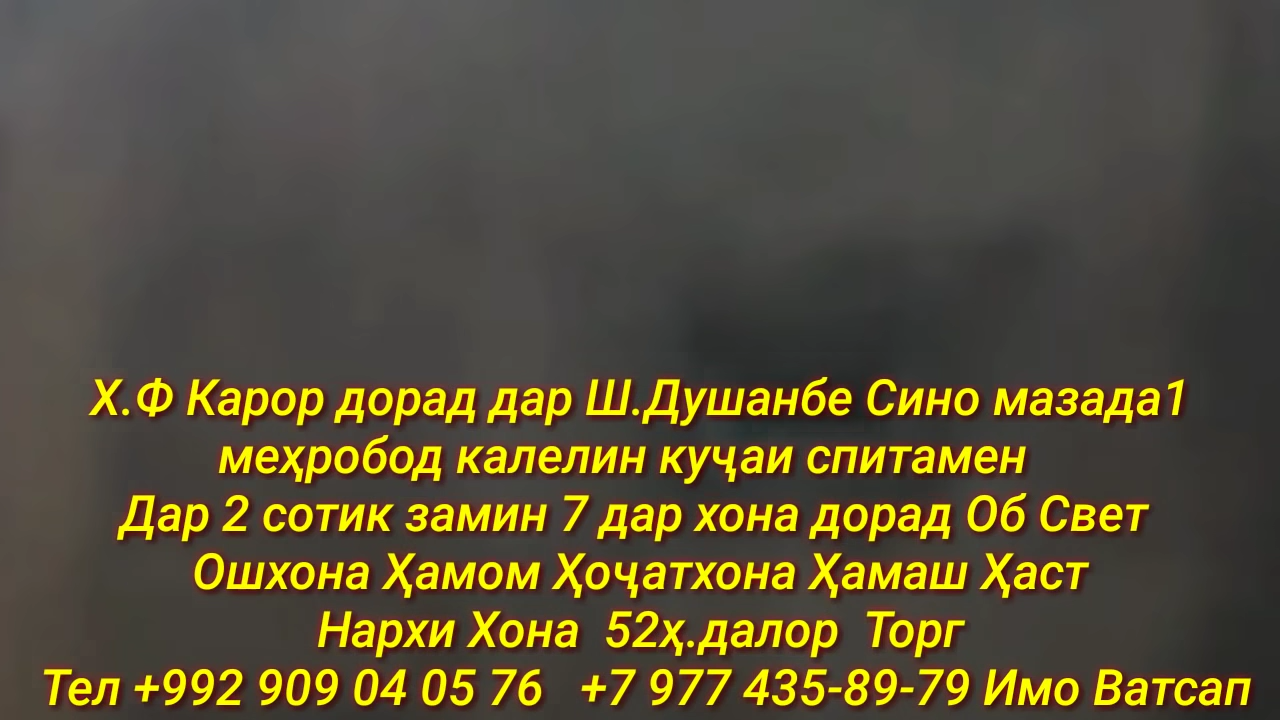 Х.Ф Карор дорад дар Ш.Душанбе Сино мазада1
меҳробод калелин куҷаи спитамен
Дар 2 сотик замин 7 дар хона дорад Об Свет
Ошхона Ҳамом Ҳоҷатхона Ҳамаш Ҳаст
Нархи Хона 52ҳ.далор Торг
Тел +992 909 04 05 76 +7 977 435-89-79 Имо Ватсап